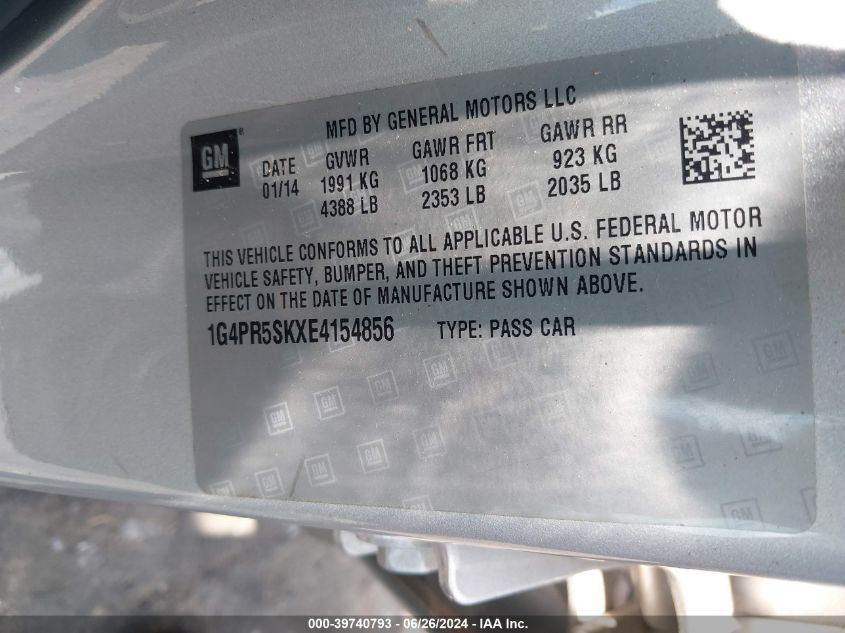 MFD BY GENERAL MOTORS LLC
GM®
DATE GVWR GAWR FRT GAWR RR
01/14 1991 KG 1068 KG 923 KG
4388 LB 2353 LB 2035 LB
THIS VEHICLE CONFORMS TO ALL APPLICABLE U.S. FEDERAL MOTOR
VEHICLE SAFETY, BUMPER, AND THEFT PREVENTION STANDARDS IN
EFFECT ON THE DATE OF MANUFACTURE SHOWN ABOVE.
1G4PR5SKXE4154856 TYPE: PASS CAR
000-39740793 - 06/26/2024 - IAA Inc.